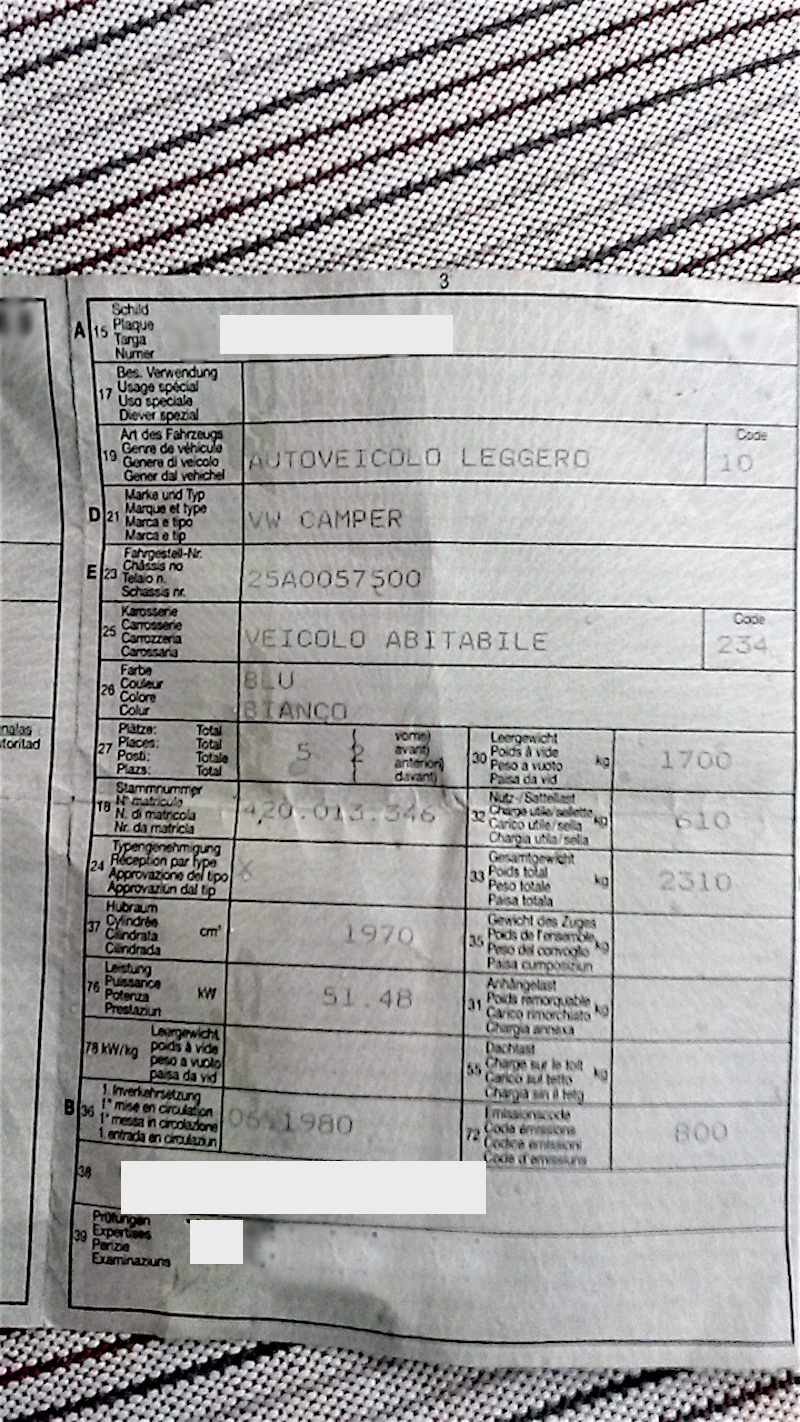 3
A 15 Schild
Plaque
Targa
Numer
17 Bes. Verwendung
Usage spécial
Uso speciale
Diever spezial
19 Art des Fahrzeugs
Genre de véhicule
Genere di veicolo
Gener dal vehichel
AUTOVEICOLO LEGGERO
Code
10
D 21 Marke und Typ
Marque et type
Marca e tipo
Marca e tip
VW CAMPER
E 23 Fahrgestell-Nr.
Châssis no
Telaio n.
Schassis nr.
25A0057500
25 Karosserie
Carrosserie
Carrozzeria
Carossaria
VEICOLO ABITABILE
Code
234
26 Farbe
Couleur
Colore
Colur
BLU
BIANCO
27 Plätze: Total
Places: Total
Posti: Totale
Plazs: Total
5 2
vorne)
avant)
anteriori)
davant)
30 Leergewicht
Poids à vide
Peso a vuoto
Paisa da vid
kg
1700
18 Stammnummer
N° matricule
N. di matricola
Nr. da matricla
420.013.346
32 Nutz-/Sattellast
Charge utile/sellette
Carico utile/sella
Chargia utila/sella
kg
610
24 Typengenehmigung
Réception par type
Approvazione del tipo
Approvaziun dal tip
X
33 Gesamtgewicht
Poids total
Peso totale
Paisa totala
kg
2310
37 Hubraum
Cylindrée
Cilindrata
Cilindrada
cm³
1970
35 Gewicht des Zuges
Poids de l'ensemble
Peso del convoglio
Paisa cumposiziun
kg
76 Leistung
Puissance
Potenza
Prestaziun
kW
51.48
31 Anhängelast
Poids remorquable
Carico rimorchiato
Chargia annexa
kg
78 kW/kg
Leergewicht
poids à vide
peso a vuoto
paisa da vid
55 Dachlast
Charge sur le toit
Carico sul tetto
Chargia sin il tetg
kg
B 36 1. Inverkehrsetzung
1re mise en circulation
1a messa in circolazione
1. entrada en circulaziun
06.1980
72 Emissionscode
Code émissions
Codice emissioni
Code d'emissiuns
800
38
39 Prüfungen
Expertises
Perizie
Examinaziuns